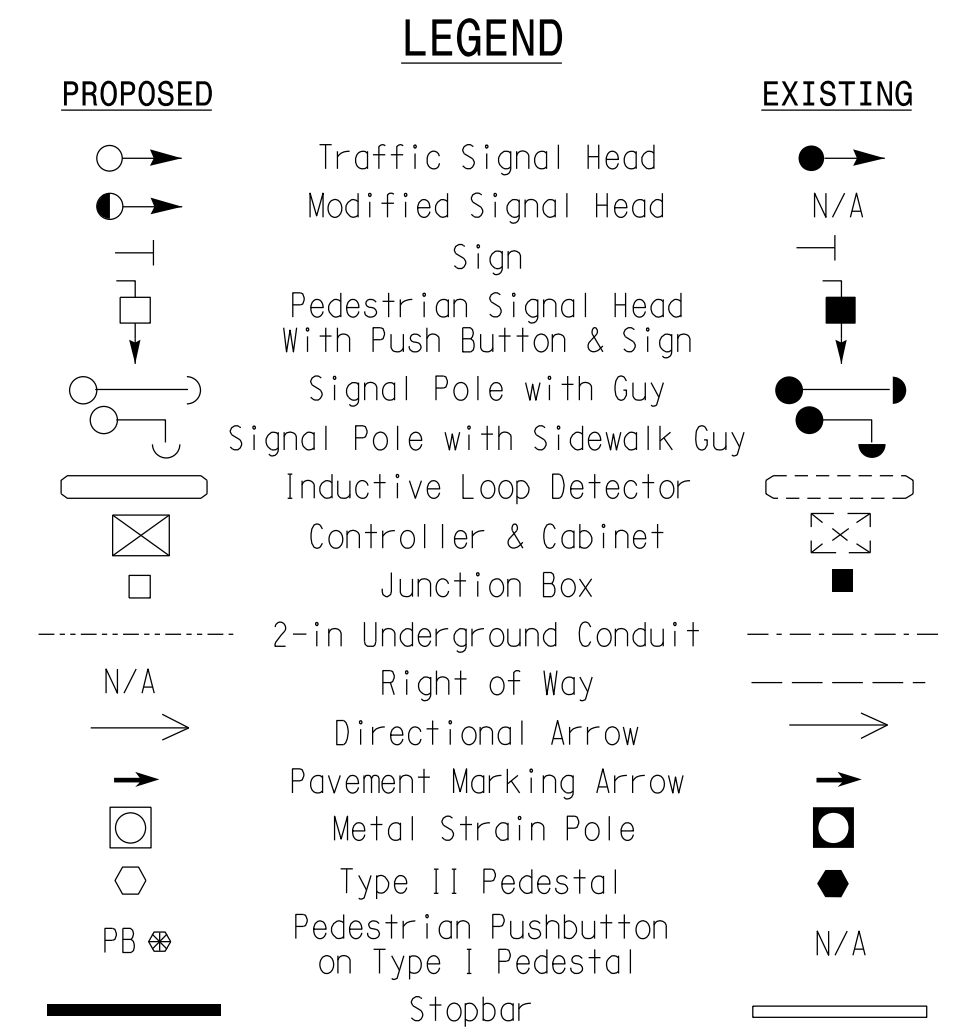 LEGEND
PROPOSED EXISTING
Traffic Signal Head
Modified Signal Head N/A
Sign
Pedestrian Signal Head
With Push Button & Sign
Signal Pole with Guy
Signal Pole with Sidewalk Guy
Inductive Loop Detector
Controller & Cabinet
Junction Box
2-in Underground Conduit
N/A Right of Way
Directional Arrow
Pavement Marking Arrow
Metal Strain Pole
Type II Pedestal
Pedestrian Pushbutton
PB on Type I Pedestal N/A
Stopbar